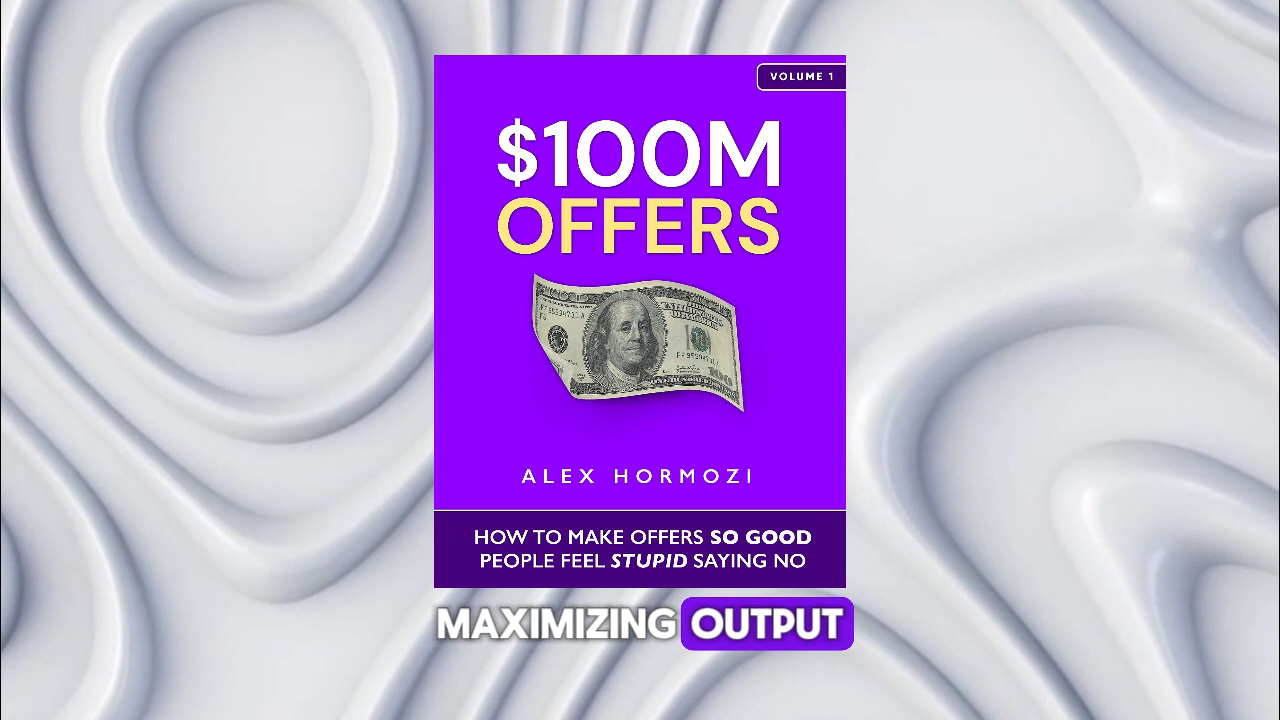 VOLUME 1
$100M
OFFERS
ALEX HORMOZI
HOW TO MAKE OFFERS SO GOOD
PEOPLE FEEL STUPID SAYING NO
MAXIMIZING OUTPUT